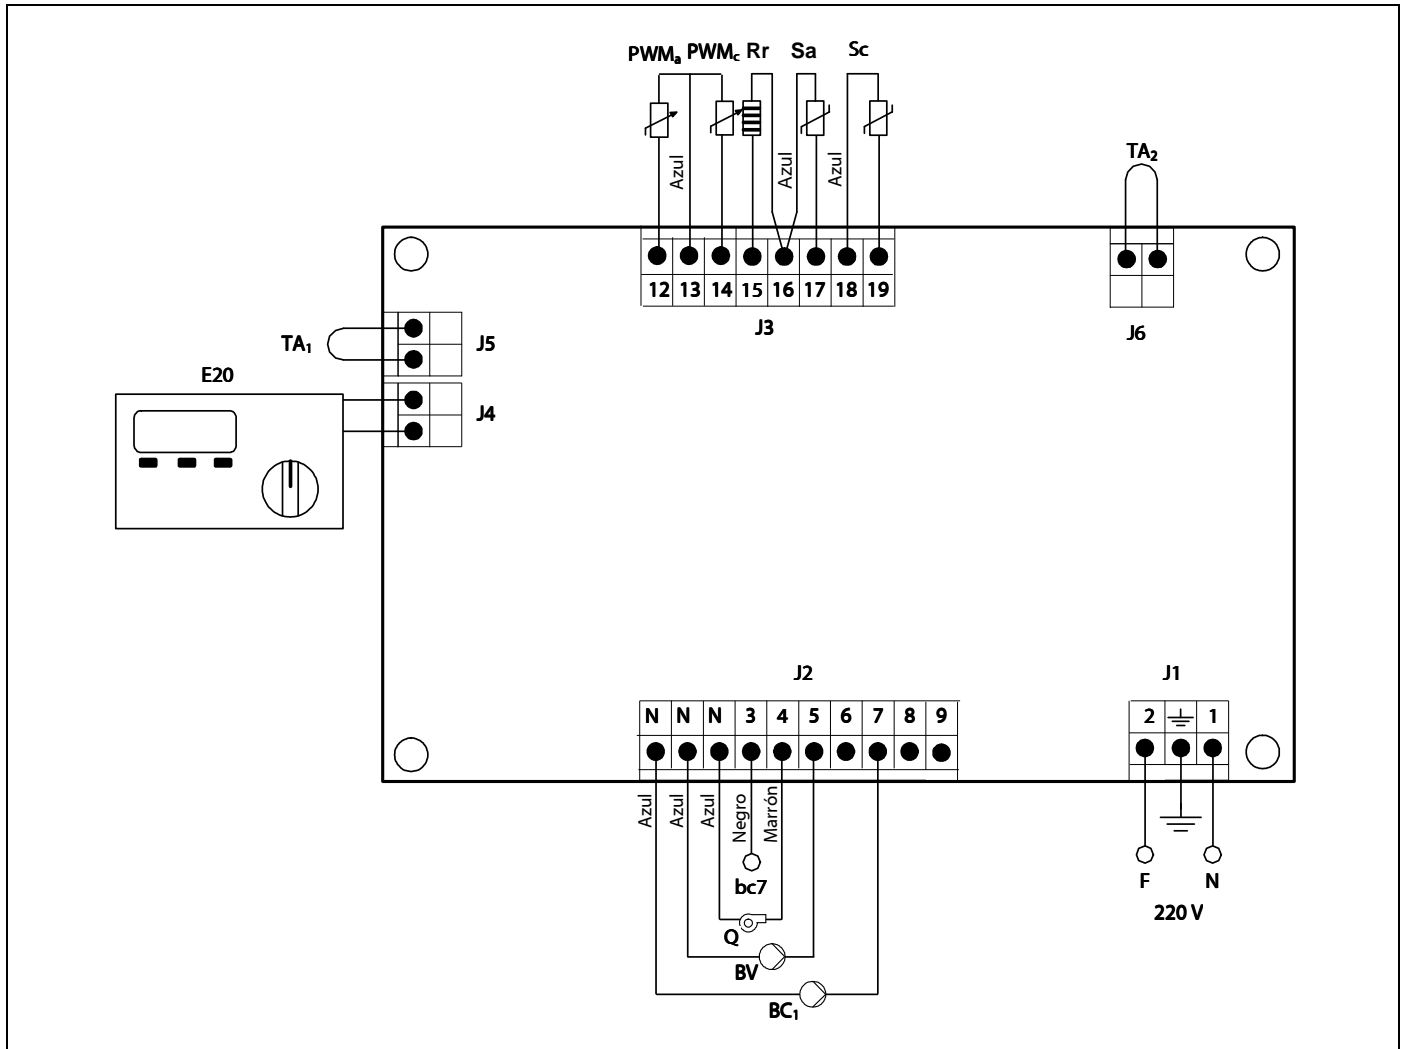 PWMa PWMc Rr Sa Sc
Azul Azul Azul
TA2
12 13 14 15 16 17 18 19
J3
J6
TA1
J5
E20
J4
J2
J1
N N N 3 4 5 6 7 8 9
2 1
Azul Azul Azul Negro Marrón
bc7
F N
220 V
Q
BV
BC1